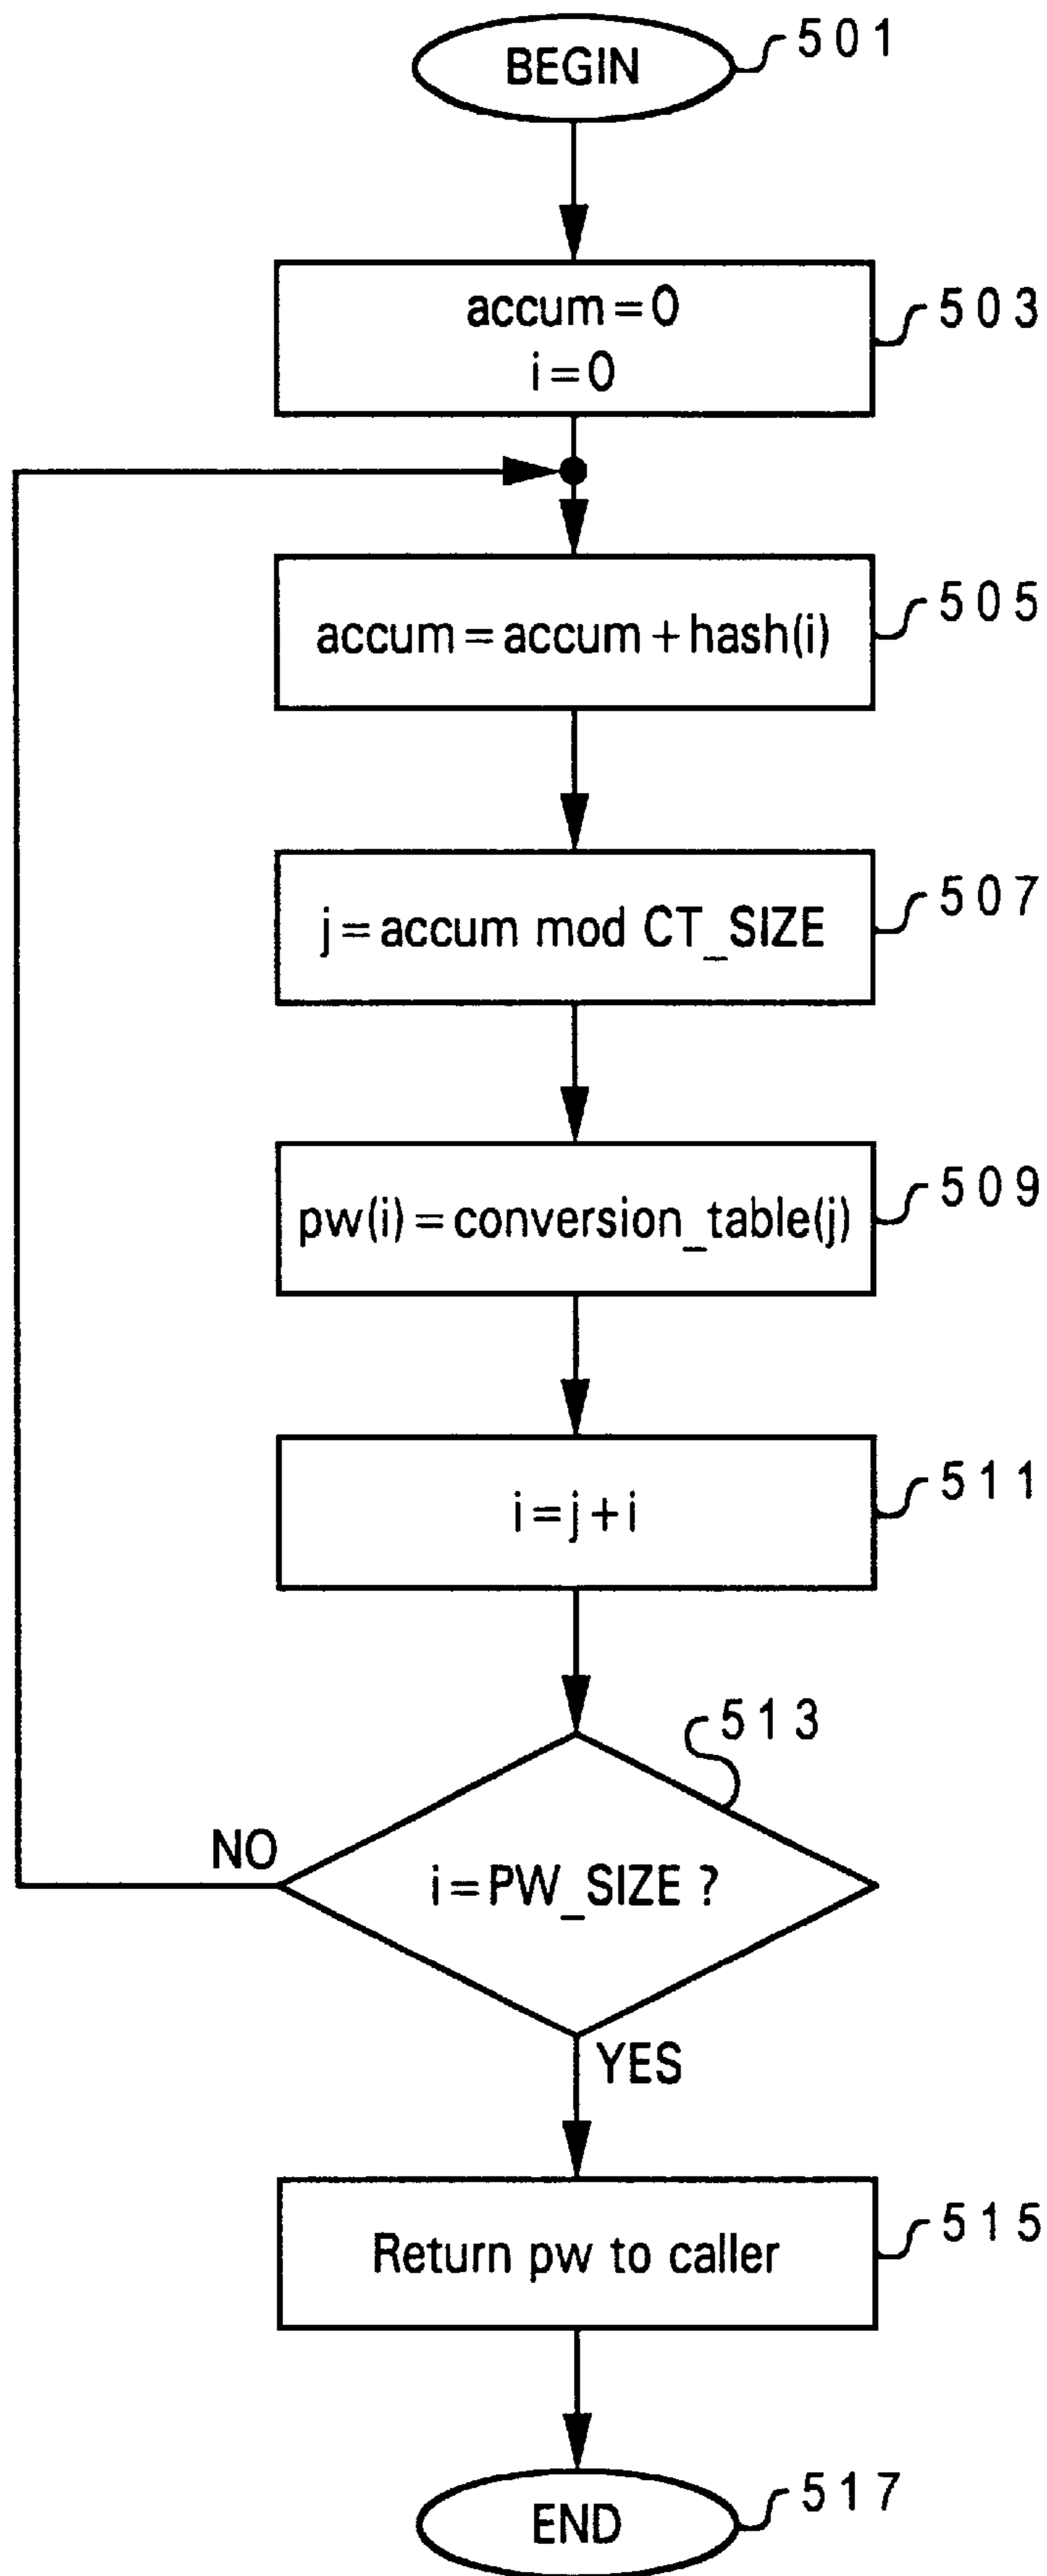 BEGIN
501
accum=0
i=0
503
accum=accum+hash(i)
505
j=accum mod CT_SIZE
507
pw(i)=conversion_table(j)
509
i=j+i
511
513
NO
i=PW_SIZE ?
YES
Return pw to caller
515
END
517